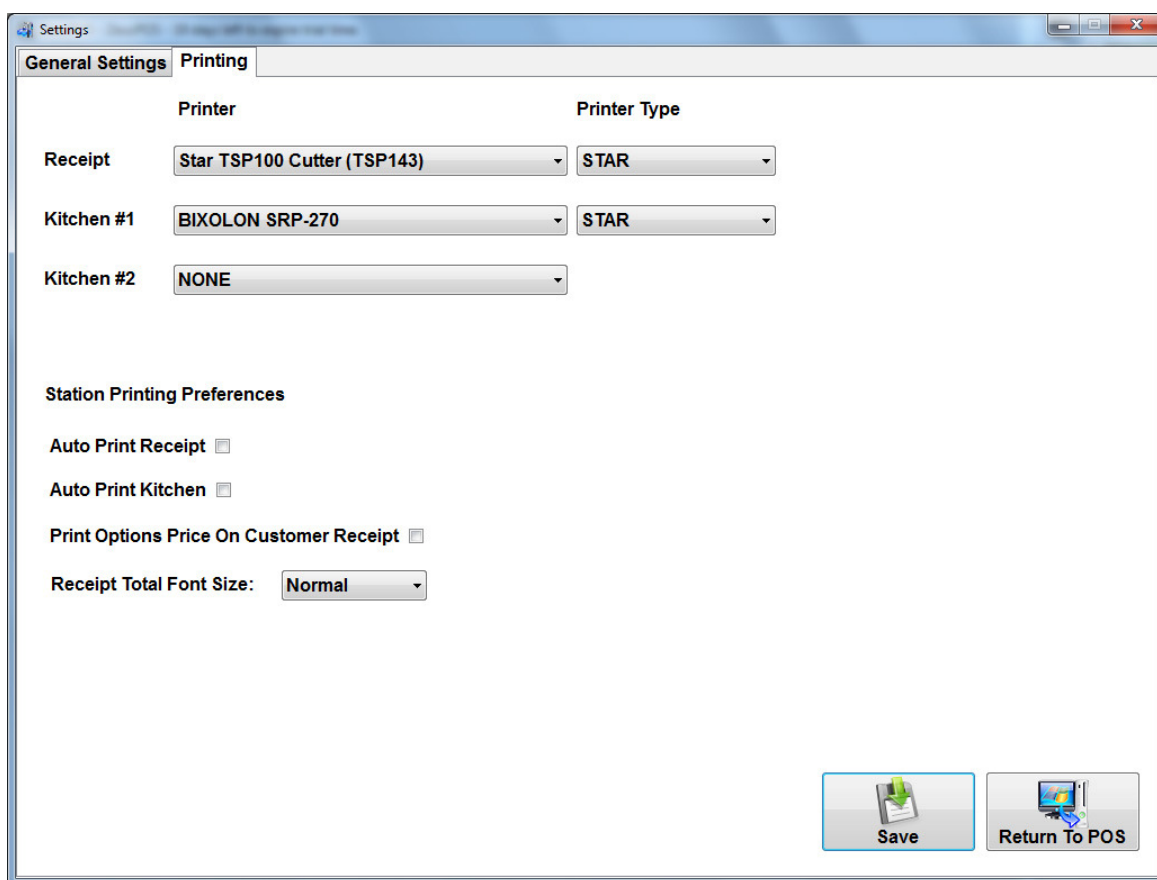 Settings
General Settings Printing
Printer Printer Type
Receipt Star TSP100 Cutter (TSP143) STAR
Kitchen #1 BIXOLON SRP-270 STAR
Kitchen #2 NONE
Station Printing Preferences
Auto Print Receipt
Auto Print Kitchen
Print Options Price On Customer Receipt
Receipt Total Font Size: Normal
Save Return To POS